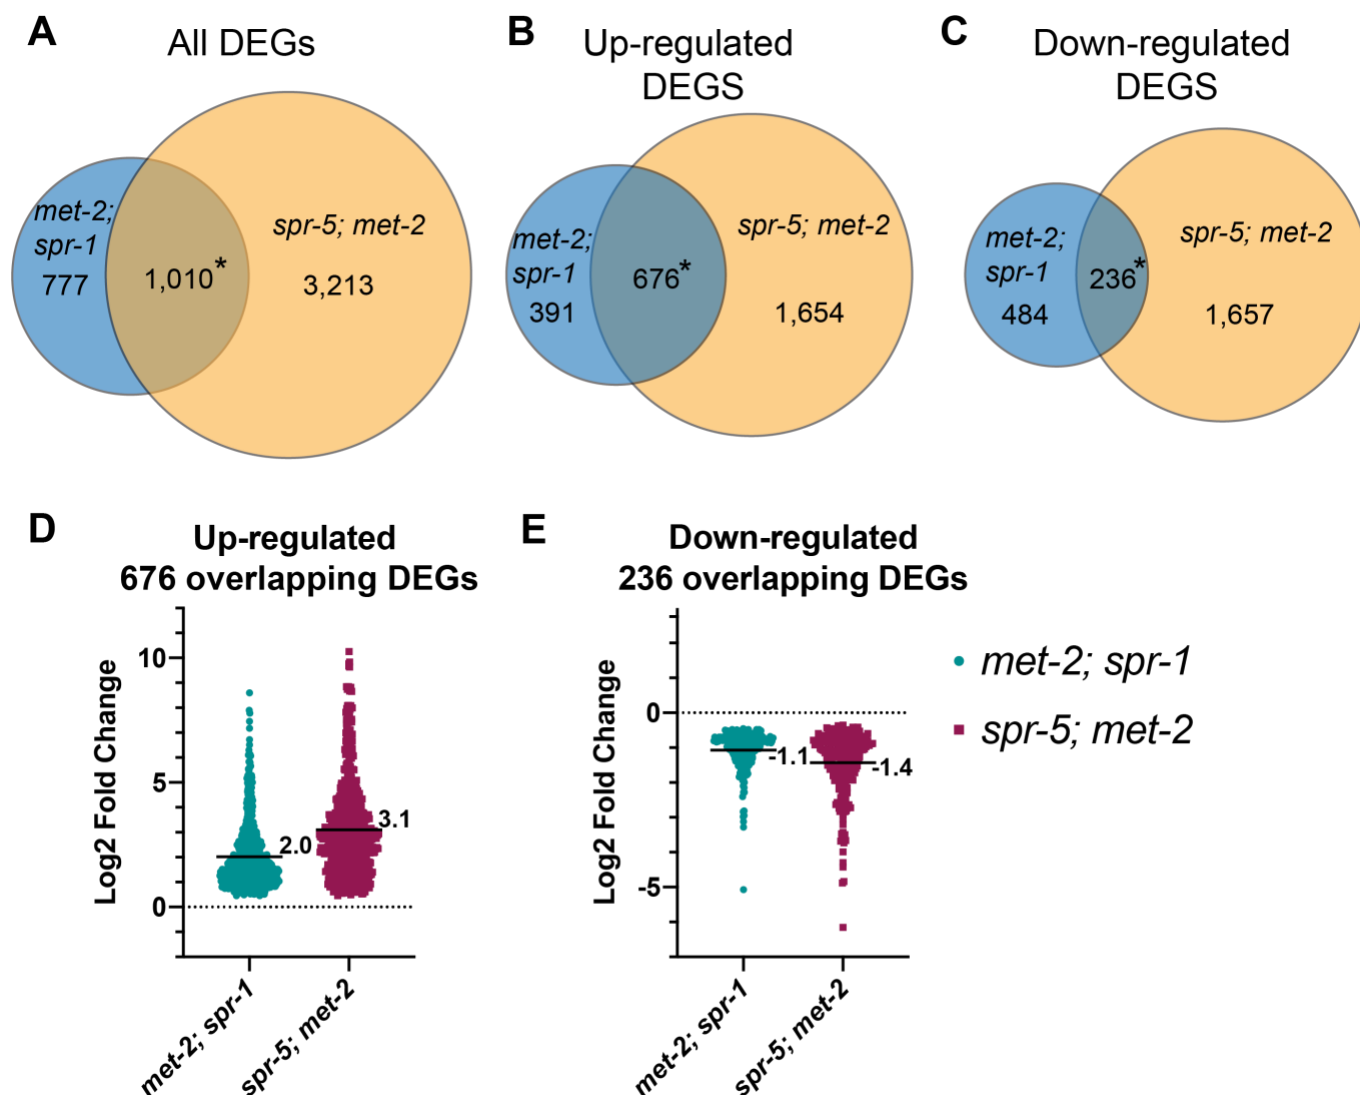 A
All DEGs
met-2;
spr-1
777
1,010*
spr-5; met-2
3,213
B
Up-regulated
DEGS
met-2;
spr-1
391
676*
spr-5; met-2
1,654
C
Down-regulated
DEGS
met-2;
spr-1
484
236*
spr-5; met-2
1,657
D
Up-regulated
676 overlapping DEGs
Log2 Fold Change
10
5
0
2.0
3.1
met-2; spr-1
spr-5; met-2
E
Down-regulated
236 overlapping DEGs
Log2 Fold Change
0
-5
-1.1
-1.4
met-2; spr-1
spr-5; met-2
met-2; spr-1
spr-5; met-2